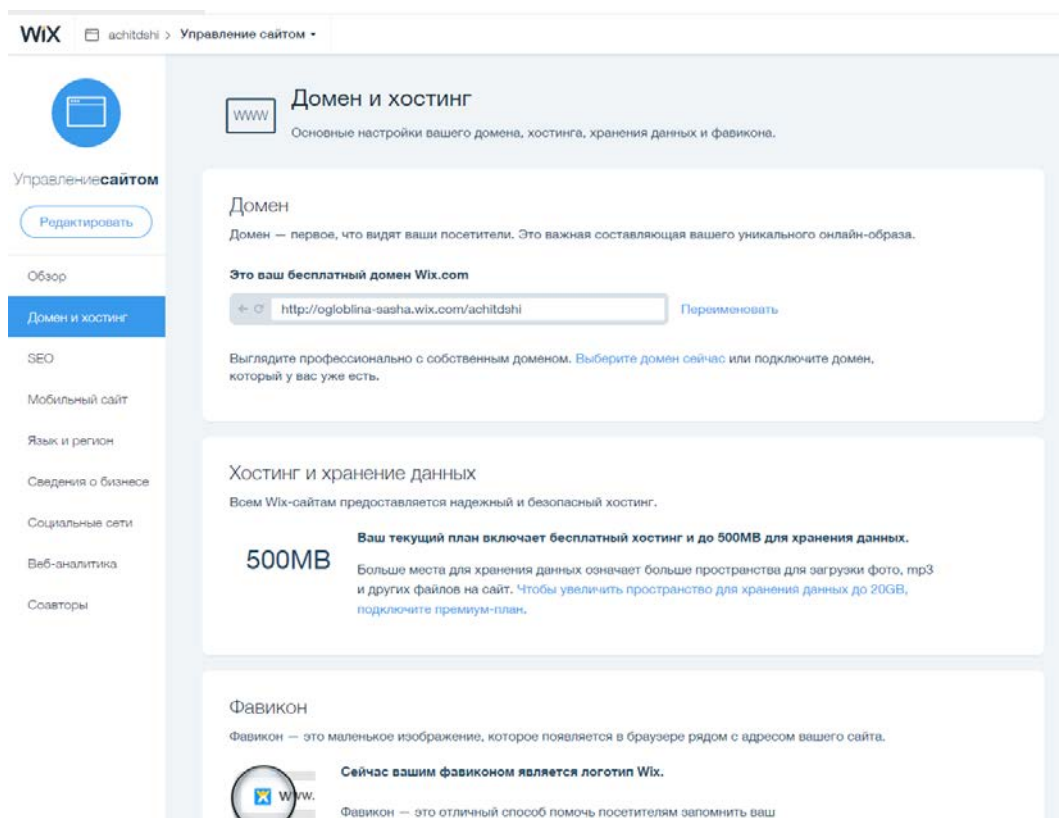 WiX achitdshi > Управление сайтом
Домен и хостинг
www
Основные настройки вашего домена, хостинга, хранения данных и фавикона.
Управлениесайтом
Редактировать
Обзор
Домен и хостинг
SEO
Мобильный сайт
Язык и регион
Сведения о бизнесе
Социальные сети
Веб-аналитика
Соавторы
Домен
Домен — первое, что видят ваши посетители. Это важная составляющая вашего уникального онлайн-образа.
Это ваш бесплатный домен Wix.com
http://ogloblina-sasha.wix.com/achitdshi Переименовать
Выглядите профессионально с собственным доменом. Выберите домен сейчас или подключите домен,
который у вас уже есть.
Хостинг и хранение данных
Всем Wix-сайтам предоставляется надежный и безопасный хостинг.
500MB
Ваш текущий план включает бесплатный хостинг и до 500MB для хранения данных.
Больше места для хранения данных означает больше пространства для загрузки фото, mp3
и других файлов на сайт. Чтобы увеличить пространство для хранения данных до 20GB,
подключите премиум-план.
Фавикон
Фавикон — это маленькое изображение, которое появляется в браузере рядом с адресом вашего сайта.
www.
Сейчас вашим фавиконом является логотип Wix.
Фавикон — это отличный способ помочь посетителям запомнить ваш